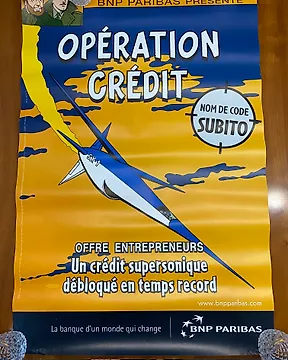 BNP PARIBAS PRÉSENTE
OPÉRATION
CRÉDIT
NOM DE CODE
SUBITO
OFFRE ENTREPRENEURS
Un crédit supersonique
débloqué en temps record
www.bnpparibas.com
La banque d'un monde qui change
BNP PARIBAS